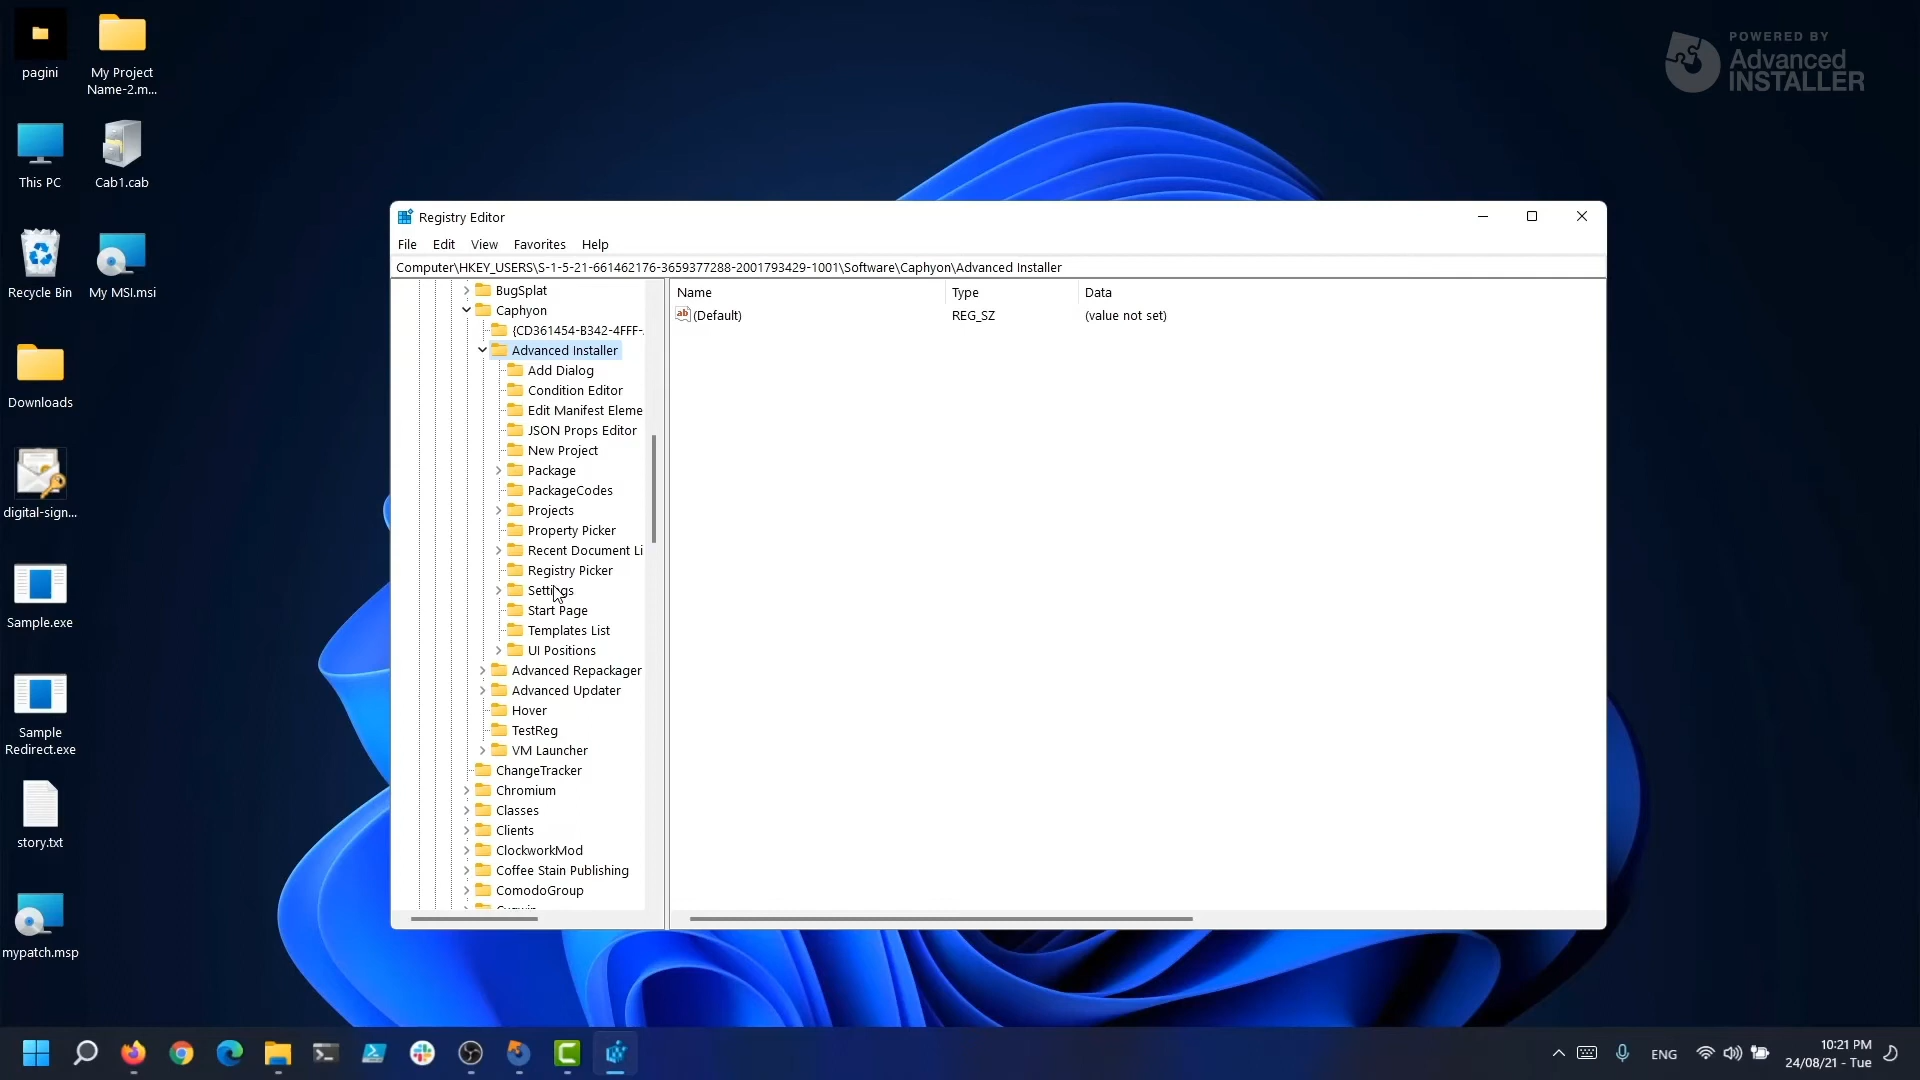 pagini
My Project
Name-2.m...
This PC
Cab1.cab
Recycle Bin
My MSI.msi
Downloads
digital-sign...
Sample.exe
Sample
Redirect.exe
story.txt
mypatch.msp
POWERED BY
Advanced
INSTALLER
Registry Editor
File Edit View Favorites Help
Computer\HKEY_USERS\S-1-5-21-661462176-3659377288-2001793429-1001\Software\Caphyon\Advanced Installer
BugSplat
Caphyon
{CD361454-B342-4FFF-
Advanced Installer
Add Dialog
Condition Editor
Edit Manifest Eleme
JSON Props Editor
New Project
Package
PackageCodes
Projects
Property Picker
Recent Document Li
Registry Picker
Settings
Start Page
Templates List
UI Positions
Advanced Repackager
Advanced Updater
Hover
TestReg
VM Launcher
ChangeTracker
Chromium
Classes
Clients
ClockworkMod
Coffee Stain Publishing
ComodoGroup
Name Type Data
ab (Default) REG_SZ (value not set)
ENG
10:21 PM
24/08/21 - Tue